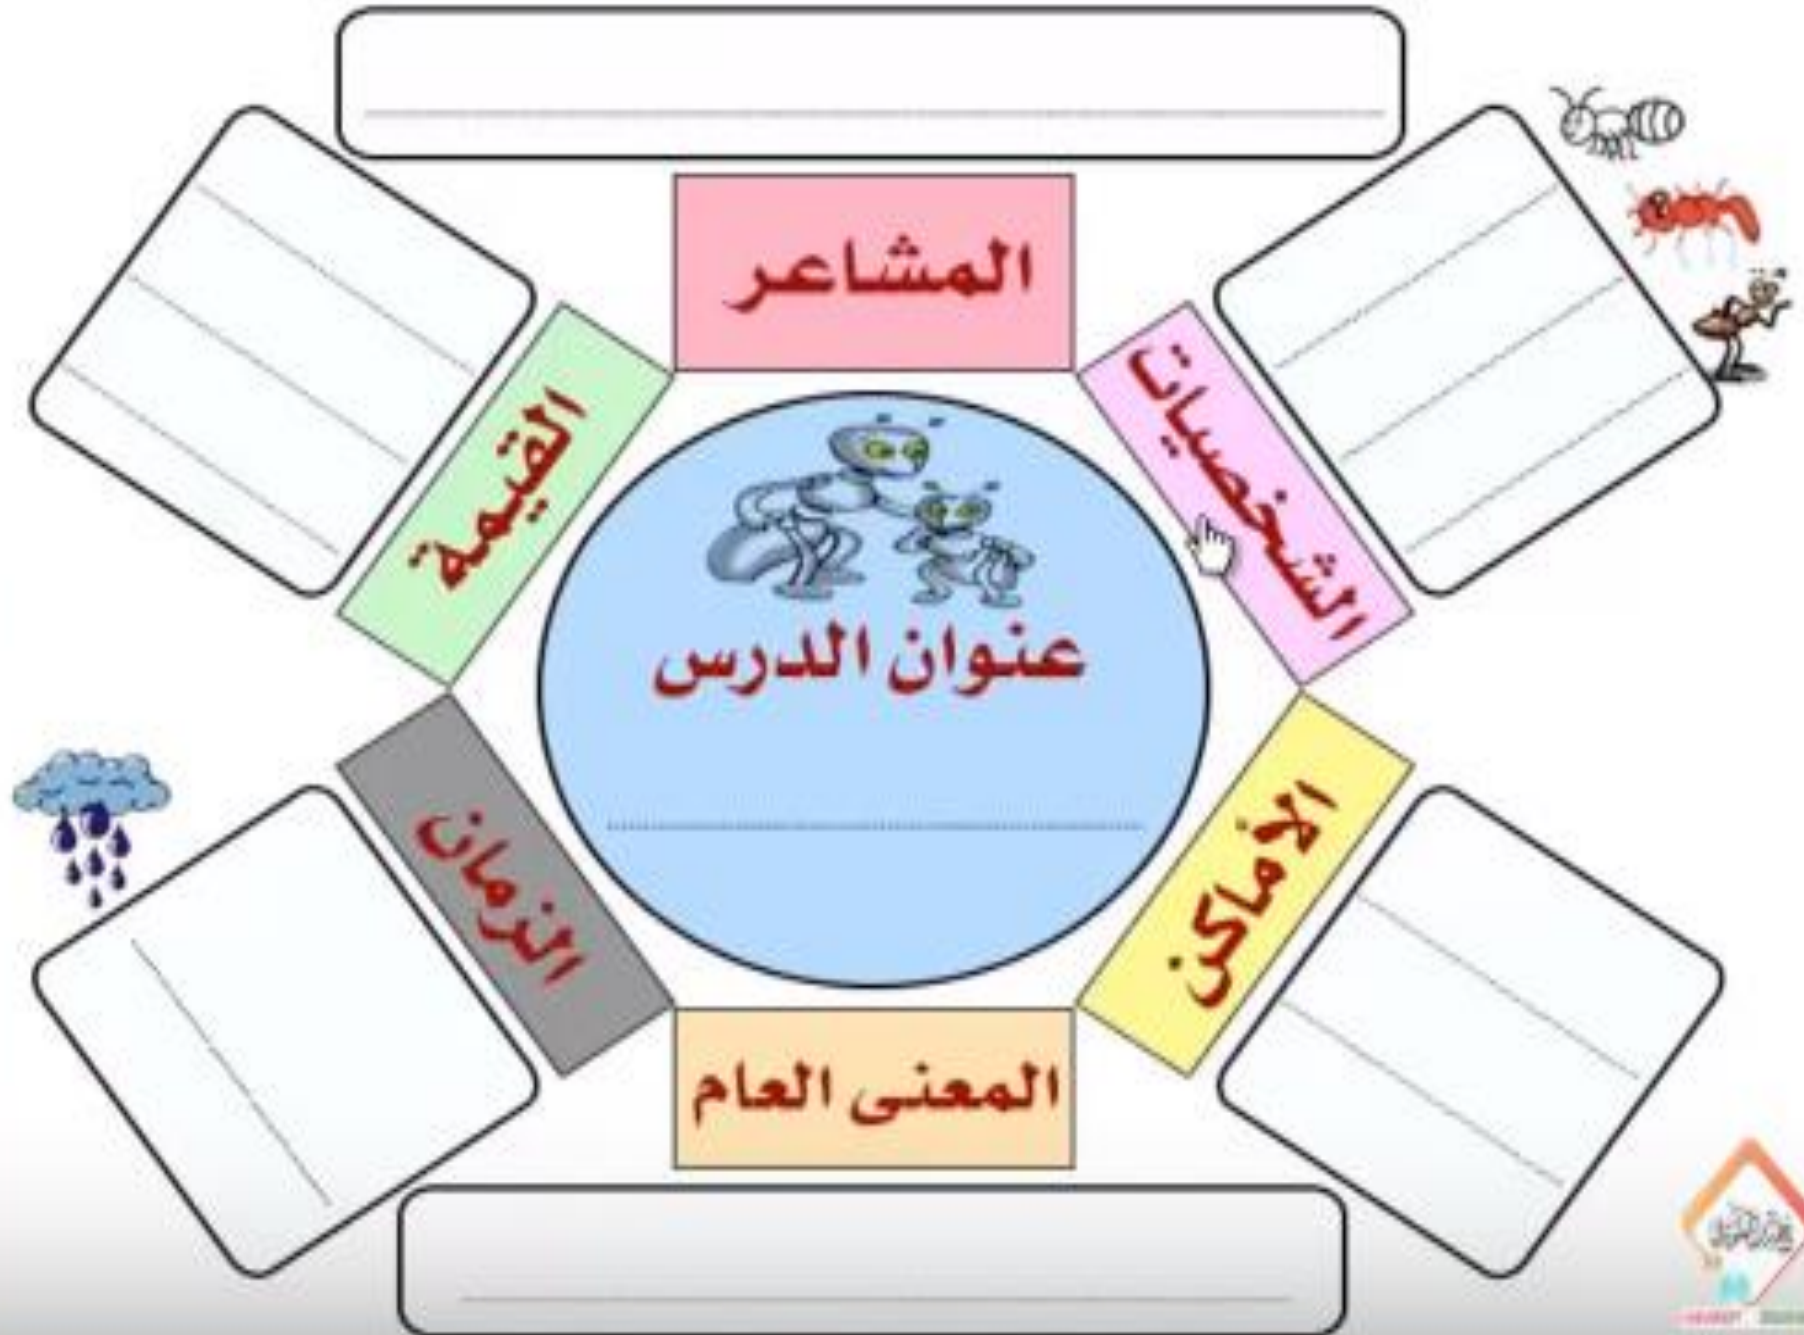 المشاعر
الشخصيات
القيمة
عنوان الدرس
الأماكن
الزمان
المعنى العام